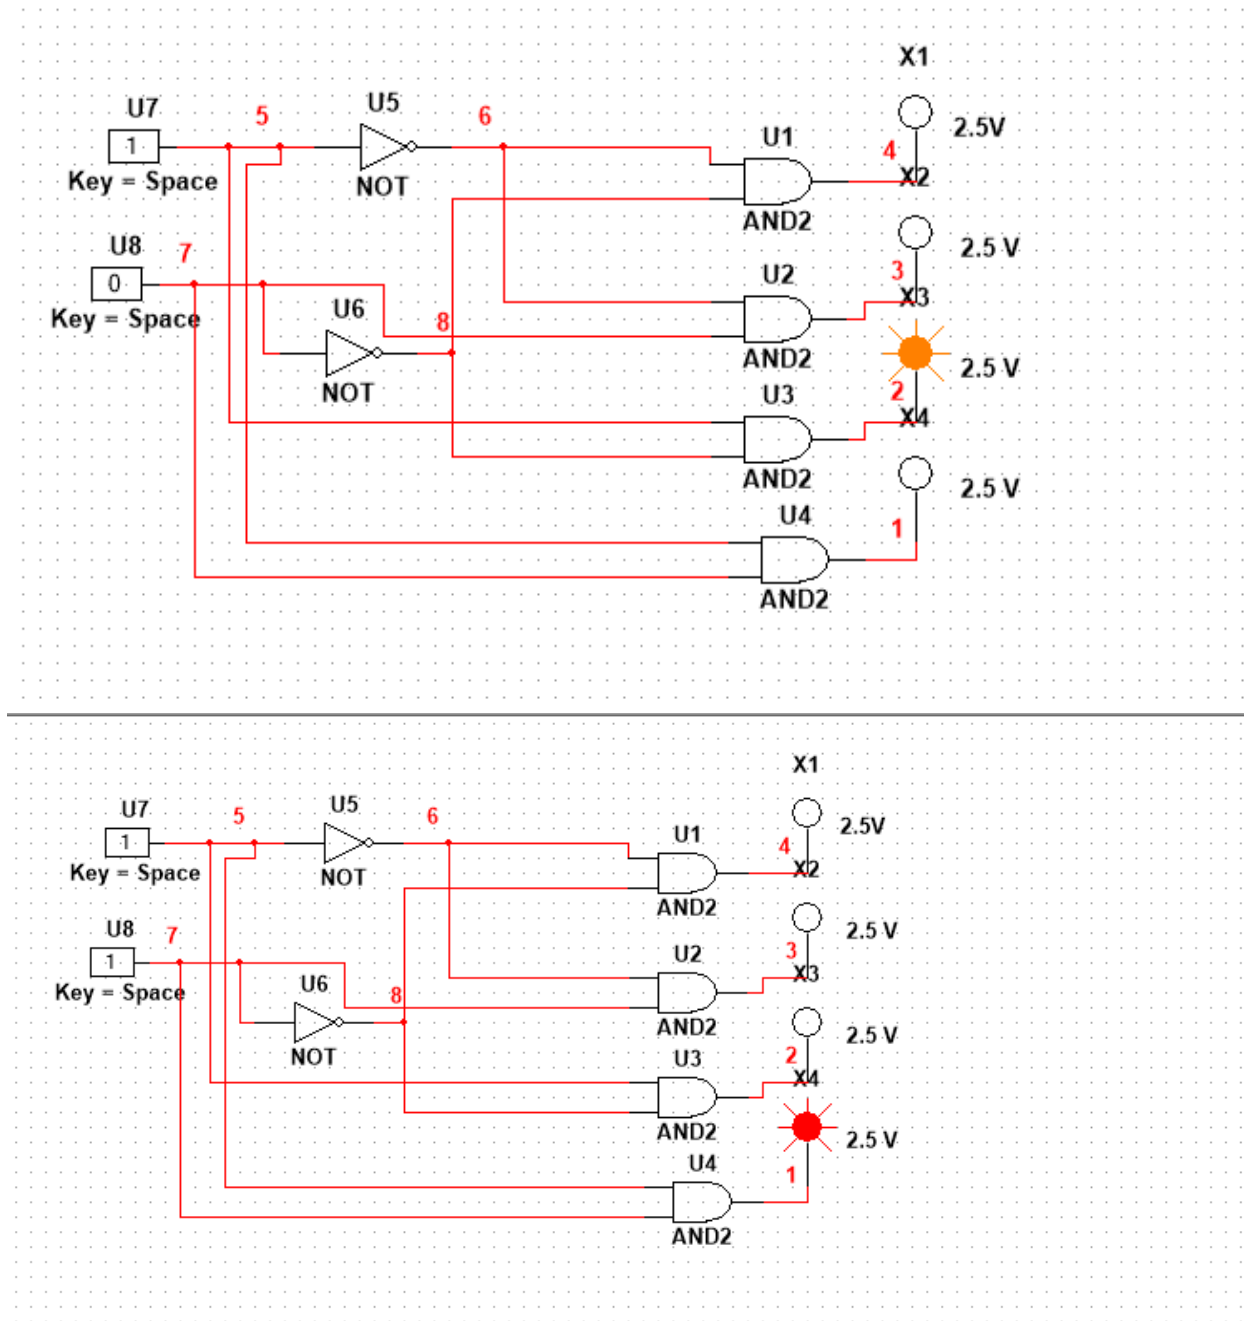 X1
U7
5
U5
6
1
2.5V
U1
4
Key = Space
NOT
X2
AND2
U8
7
2.5 V
0
U2
3
Key = Space
U6
8
X3
AND2
2.5 V
NOT
U3
2
X4
AND2
2.5 V
U4
1
AND2
X1
U7
5
U5
6
1
2.5V
U1
4
Key = Space
NOT
X2
AND2
U8
7
2.5 V
1
U2
3
Key = Space
U6
8
X3
AND2
2.5 V
NOT
U3
2
X4
AND2
2.5 V
U4
1
AND2